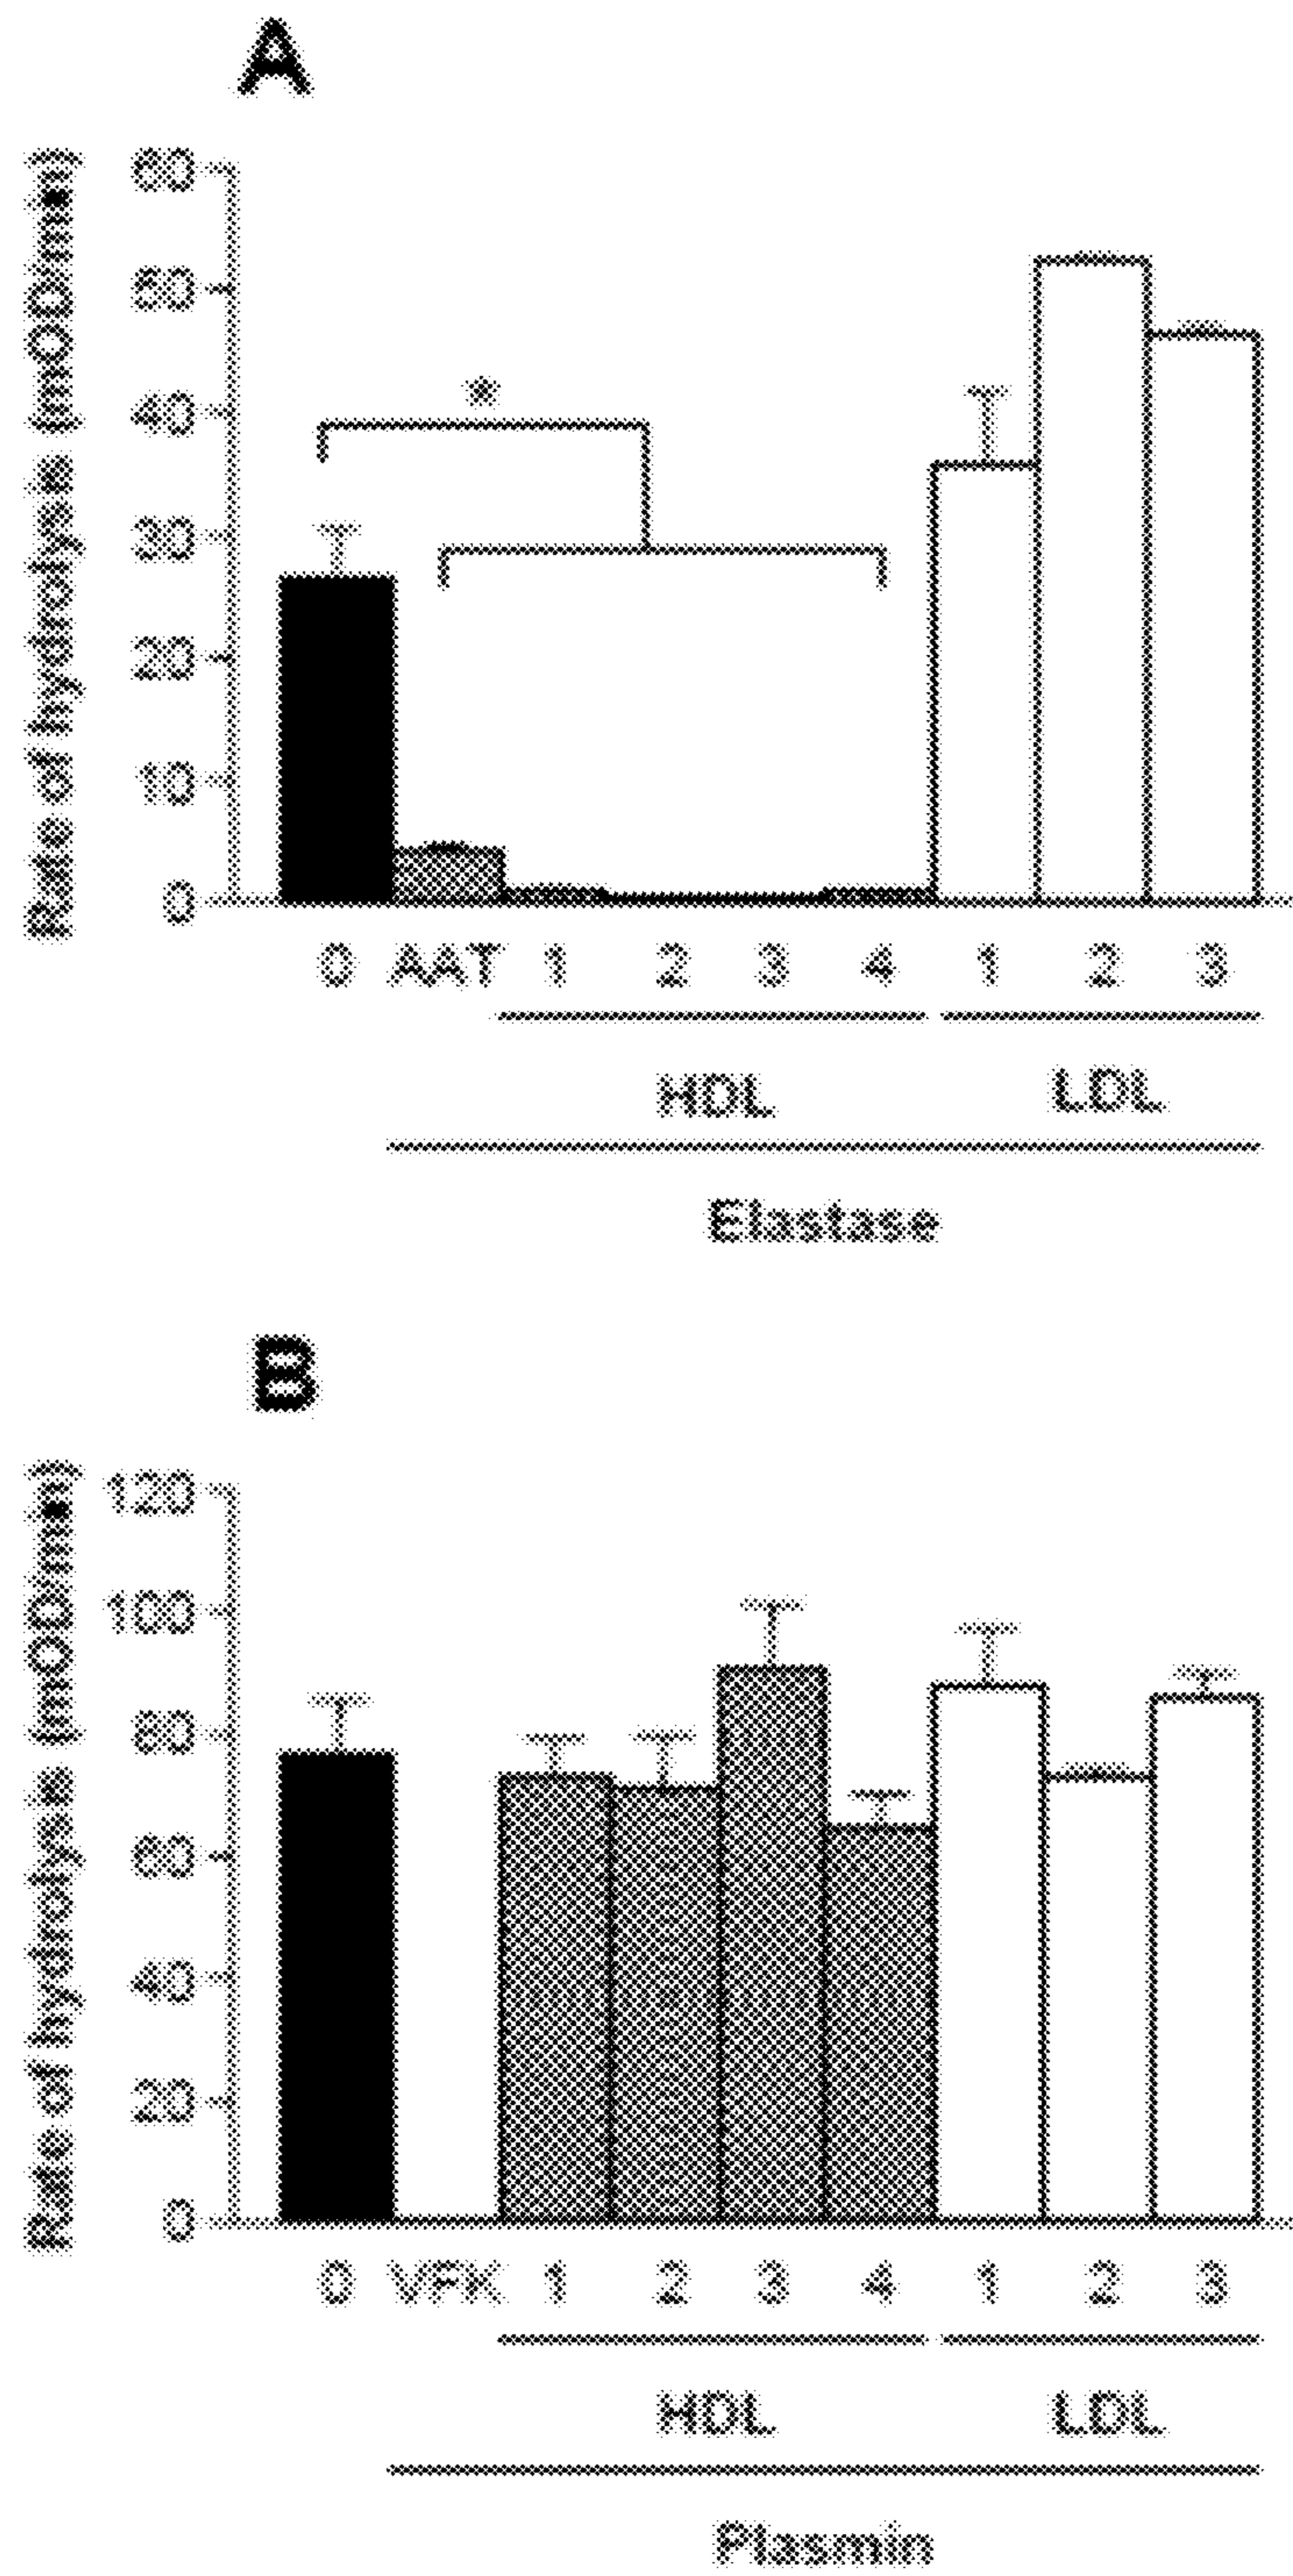 A
Rate of hydrolysis (mOD/min)
60
50
40
30
20
10
0
*
0 AAT 1 2 3 4 1 2 3
HDL LDL
Elastase
B
Rate of hydrolysis (mOD/min)
120
100
80
60
40
20
0
0 VFK 1 2 3 4 1 2 3
HDL LDL
Plasmin